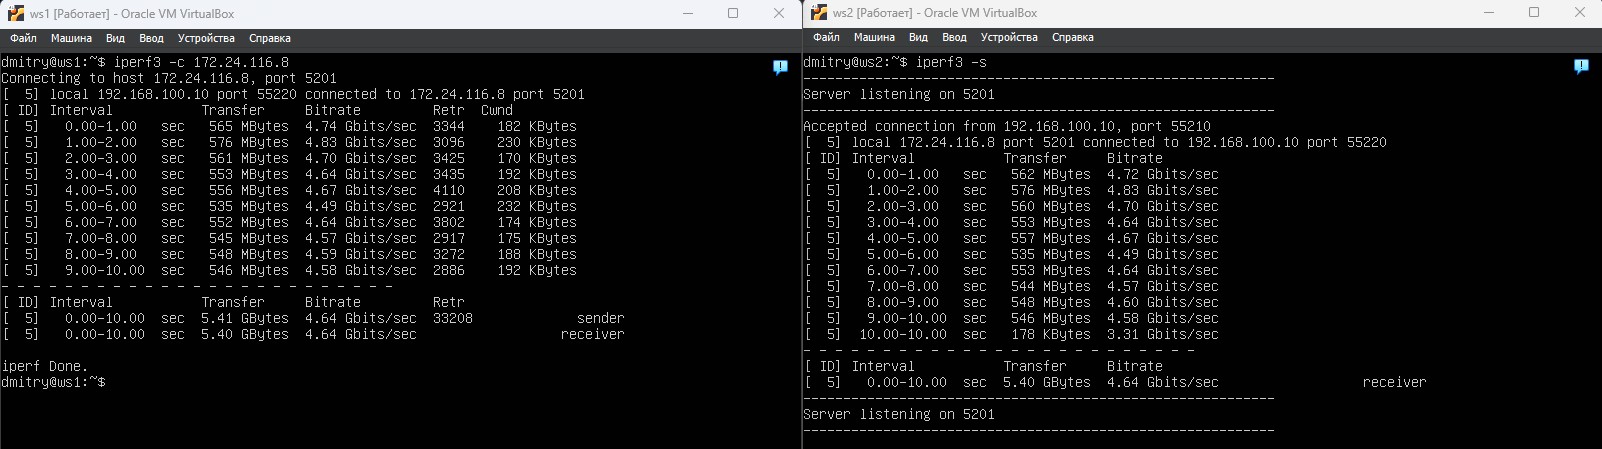 ws1 [Работает] - Oracle VM VirtualBox
Файл Машина Вид Ввод Устройства Справка
dmitry@ws1:~$ iperf3 -c 172.24.116.8
Connecting to host 172.24.116.8, port 5201
[  5] local 192.168.100.10 port 55220 connected to 172.24.116.8 port 5201
[ ID] Interval           Transfer     Bitrate         Retr  Cwnd
[  5]   0.00-1.00   sec   565 MBytes  4.74 Gbits/sec  3344    182 KBytes
[  5]   1.00-2.00   sec   576 MBytes  4.83 Gbits/sec  3096    230 KBytes
[  5]   2.00-3.00   sec   561 MBytes  4.70 Gbits/sec  3425    170 KBytes
[  5]   3.00-4.00   sec   553 MBytes  4.64 Gbits/sec  3435    192 KBytes
[  5]   4.00-5.00   sec   556 MBytes  4.67 Gbits/sec  4110    208 KBytes
[  5]   5.00-6.00   sec   535 MBytes  4.49 Gbits/sec  2921    232 KBytes
[  5]   6.00-7.00   sec   552 MBytes  4.64 Gbits/sec  3802    174 KBytes
[  5]   7.00-8.00   sec   545 MBytes  4.57 Gbits/sec  2917    175 KBytes
[  5]   8.00-9.00   sec   548 MBytes  4.59 Gbits/sec  3272    188 KBytes
[  5]   9.00-10.00  sec   546 MBytes  4.58 Gbits/sec  2886    192 KBytes
- - - - - - - - - - - - - - - - - - - - - - - - -
[ ID] Interval           Transfer     Bitrate         Retr
[  5]   0.00-10.00  sec  5.41 GBytes  4.64 Gbits/sec  33208             sender
[  5]   0.00-10.00  sec  5.40 GBytes  4.64 Gbits/sec                  receiver
iperf Done.
dmitry@ws1:~$
ws2 [Работает] - Oracle VM VirtualBox
Файл Машина Вид Ввод Устройства Справка
dmitry@ws2:~$ iperf3 -s
-----------------------------------------------------------
Server listening on 5201
-----------------------------------------------------------
Accepted connection from 192.168.100.10, port 55210
[  5] local 172.24.116.8 port 5201 connected to 192.168.100.10 port 55220
[ ID] Interval           Transfer     Bitrate
[  5]   0.00-1.00   sec   562 MBytes  4.72 Gbits/sec
[  5]   1.00-2.00   sec   576 MBytes  4.83 Gbits/sec
[  5]   2.00-3.00   sec   560 MBytes  4.70 Gbits/sec
[  5]   3.00-4.00   sec   553 MBytes  4.64 Gbits/sec
[  5]   4.00-5.00   sec   557 MBytes  4.67 Gbits/sec
[  5]   5.00-6.00   sec   535 MBytes  4.49 Gbits/sec
[  5]   6.00-7.00   sec   553 MBytes  4.64 Gbits/sec
[  5]   7.00-8.00   sec   544 MBytes  4.57 Gbits/sec
[  5]   8.00-9.00   sec   548 MBytes  4.60 Gbits/sec
[  5]   9.00-10.00  sec   546 MBytes  4.58 Gbits/sec
[  5]  10.00-10.00  sec   178 KBytes  3.31 Gbits/sec
- - - - - - - - - - - - - - - - - - - - - - - - -
[ ID] Interval           Transfer     Bitrate
[  5]   0.00-10.00  sec  5.40 GBytes  4.64 Gbits/sec                  receiver
-----------------------------------------------------------
Server listening on 5201
-----------------------------------------------------------